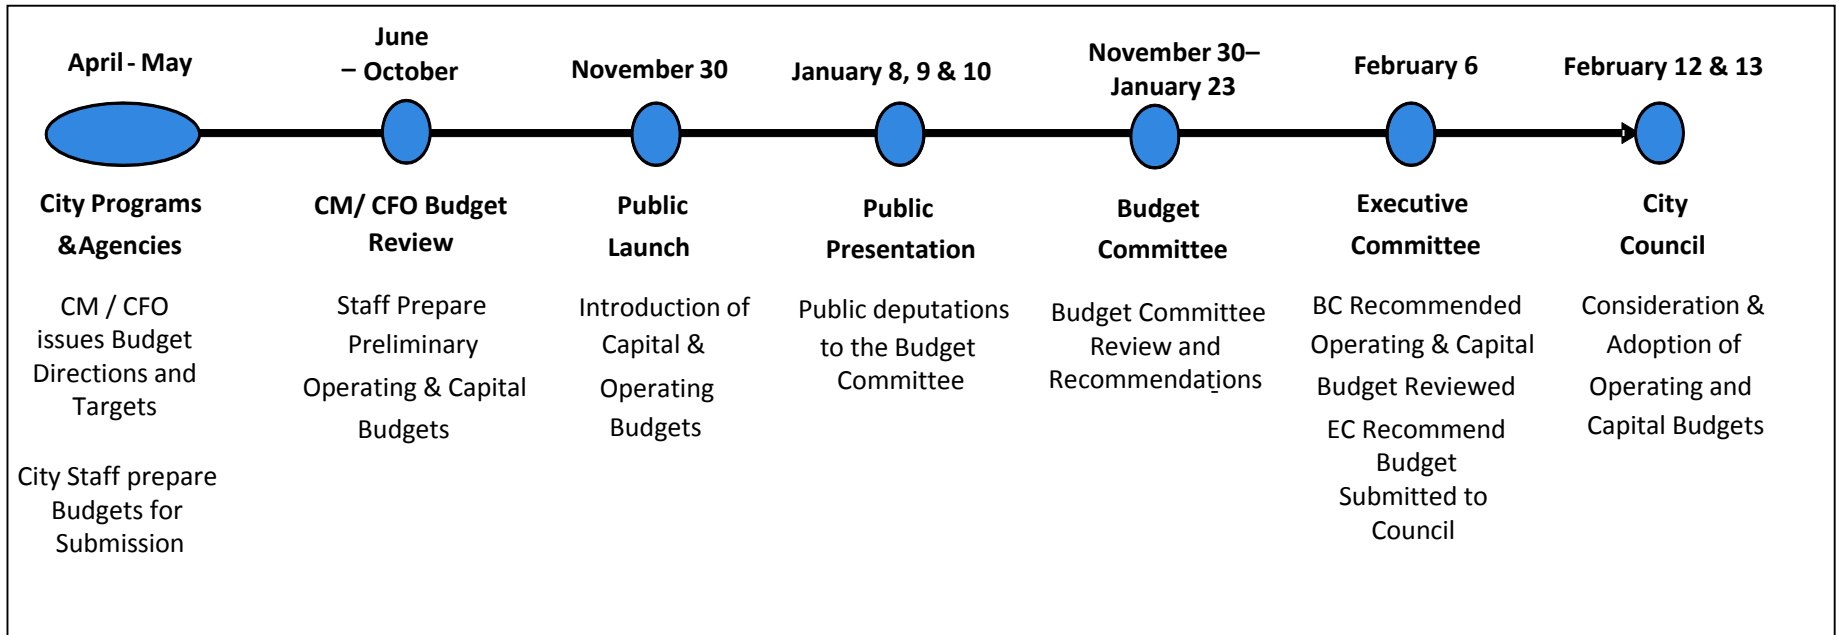 April - May
City Programs
&Agencies
CM / CFO
issues Budget
Directions and
Targets
City Staff prepare
Budgets for
Submission
June
– October
CM/ CFO Budget
Review
Staff Prepare
Preliminary
Operating & Capital
Budgets
November 30
Public
Launch
Introduction of
Capital &
Operating
Budgets
January 8, 9 & 10
Public
Presentation
Public deputations
to the Budget
Committee
November 30–
January 23
Budget
Committee
Budget Committee
Review and
Recommendations
February 6
Executive
Committee
BC Recommended
Operating & Capital
Budget Reviewed
EC Recommend
Budget
Submitted to
Council
February 12 & 13
City
Council
Consideration &
Adoption of
Operating and
Capital Budgets